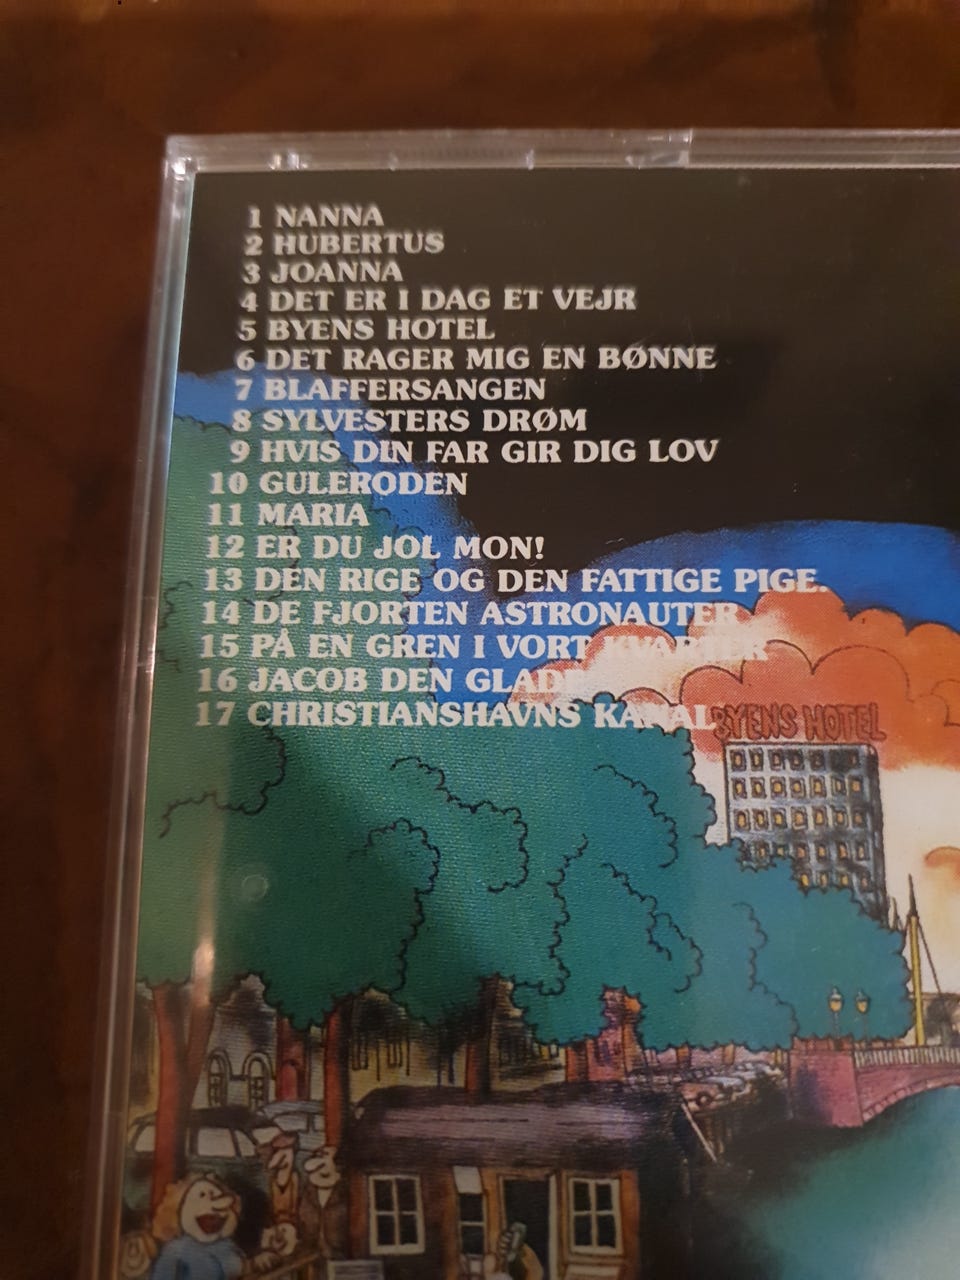 1 NANNA
2 HUBERTUS
3 JOANNA
4 DET ER I DAG ET VEJR
5 BYENS HOTEL
6 DET RAGER MIG EN BØNNE
7 BLAFFERSANGEN
8 SYLVESTERS DRØM
9 HVIS DIN FAR GIR DIG LOV
10 GULERODEN
11 MARIA
12 ER DU JOL MON!
13 DEN RIGE OG DEN FATTIGE PIGE.
14 DE FJORTEN ASTRONAUTER
15 PÅ EN GREN I VORT KVARTER
16 JACOB DEN GLADE
17 CHRISTIANSHAVNS KANAL
BYENS HOTEL